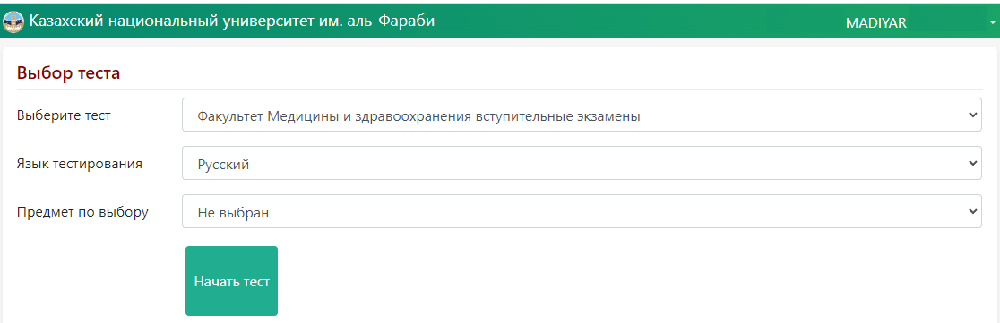 Казахский национальный университет им. аль-Фараби
MADIYAR
Выбор теста
Выберите тест
Факультет Медицины и здравоохранения вступительные экзамены
Язык тестирования
Русский
Предмет по выбору
Не выбран
Начать тест